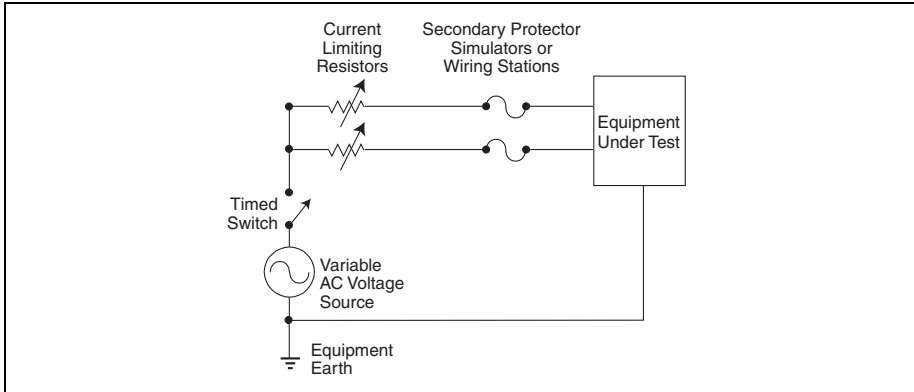 Current
Limiting
Resistors
Secondary Protector
Simulators or
Wiring Stations
Equipment
Under Test
Timed
Switch
Variable
AC Voltage
Source
Equipment
Earth